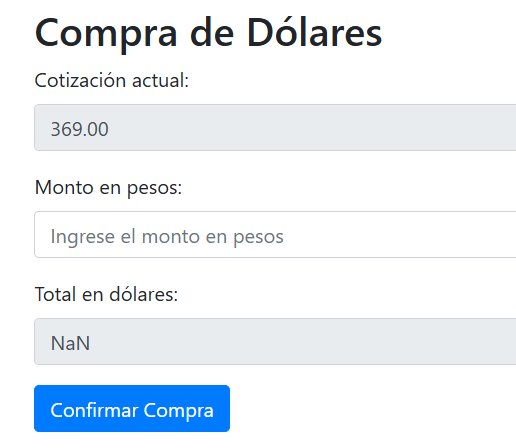 Compra de Dólares
Cotización actual:
369.00
Monto en pesos:
Ingrese el monto en pesos
Total en dólares:
NaN
Confirmar Compra